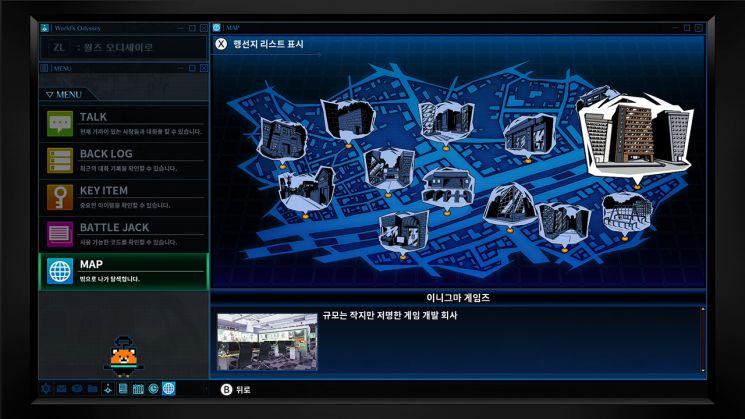 World's Odyssey
ZL : 월즈 오디세이로
MENU
▽ MENU
TALK
현재 가까이 있는 사람들과 대화를 할 수 있습니다.
BACK LOG
최근의 대화 기록을 확인할 수 있습니다.
KEY ITEM
중요한 아이템을 확인할 수 있습니다.
BATTLE JACK
사용 가능한 코드를 확인할 수 있습니다.
MAP
밖으로 나가 탐색합니다.
MAP
X 행선지 리스트 표시
이니그마 게임즈
규모는 작지만 저명한 게임 개발 회사
B 뒤로